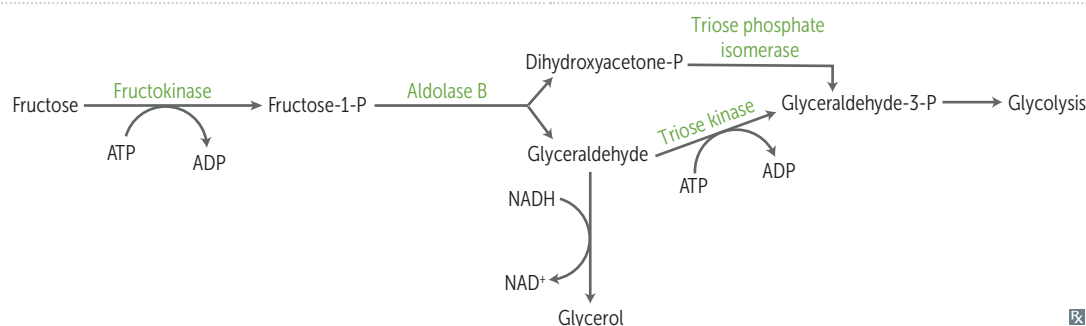 Triose phosphate
isomerase
Dihydroxyacetone-P
Fructose
Fructokinase
Fructose-1-P
Aldolase B
Glyceraldehyde-3-P
Glycolysis
ATP
ADP
Glyceraldehyde
Triose kinase
ATP
ADP
NADH
NAD⁺
Glycerol
Rx